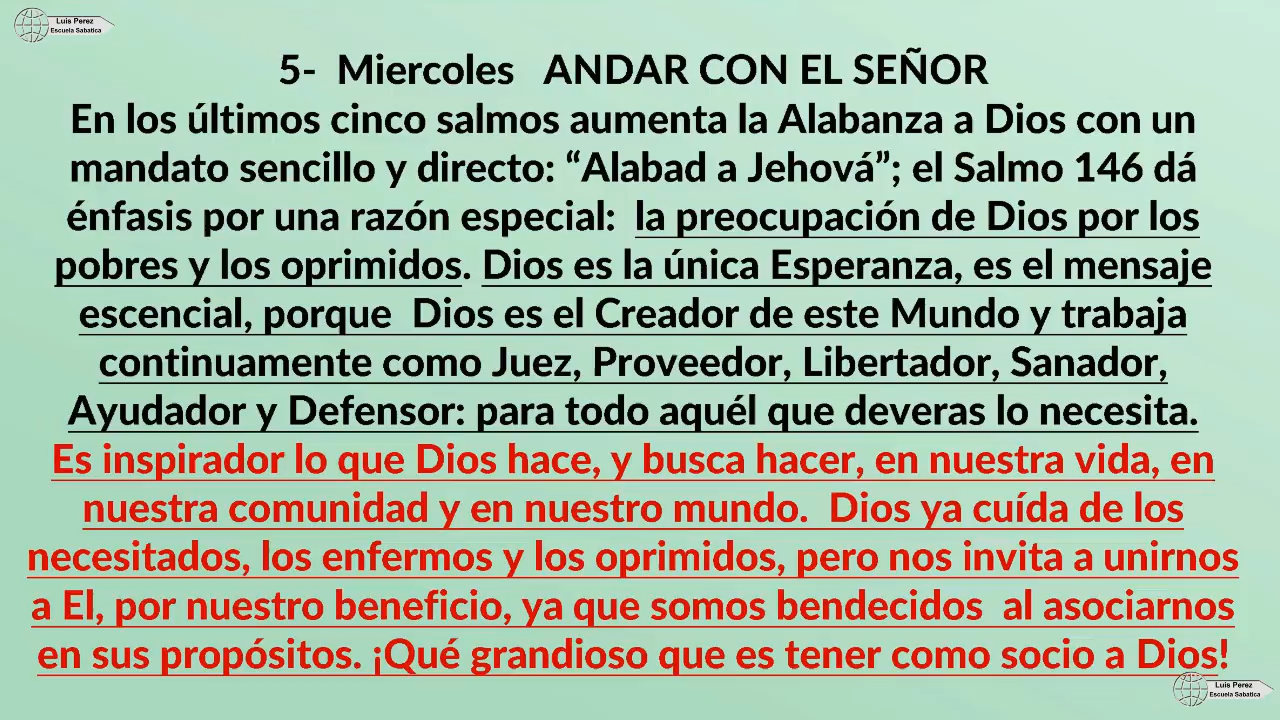 Luis Perez
Escuela Sabatica
5-  Miercoles   ANDAR CON EL SEÑOR
En los últimos cinco salmos aumenta la Alabanza a Dios con un
mandato sencillo y directo: “Alabad a Jehová”; el Salmo 146 dá
énfasis por una razón especial:  la preocupación de Dios por los
pobres y los oprimidos. Dios es la única Esperanza, es el mensaje
escencial, porque  Dios es el Creador de este Mundo y trabaja
continuamente como Juez, Proveedor, Libertador, Sanador,
Ayudador y Defensor: para todo aquél que deveras lo necesita.
Es inspirador lo que Dios hace, y busca hacer, en nuestra vida, en
nuestra comunidad y en nuestro mundo.  Dios ya cuída de los
necesitados, los enfermos y los oprimidos, pero nos invita a unirnos
a El, por nuestro beneficio, ya que somos bendecidos  al asociarnos
en sus propósitos. ¡Qué grandioso que es tener como socio a Dios!
Luis Perez
Escuela Sabatica